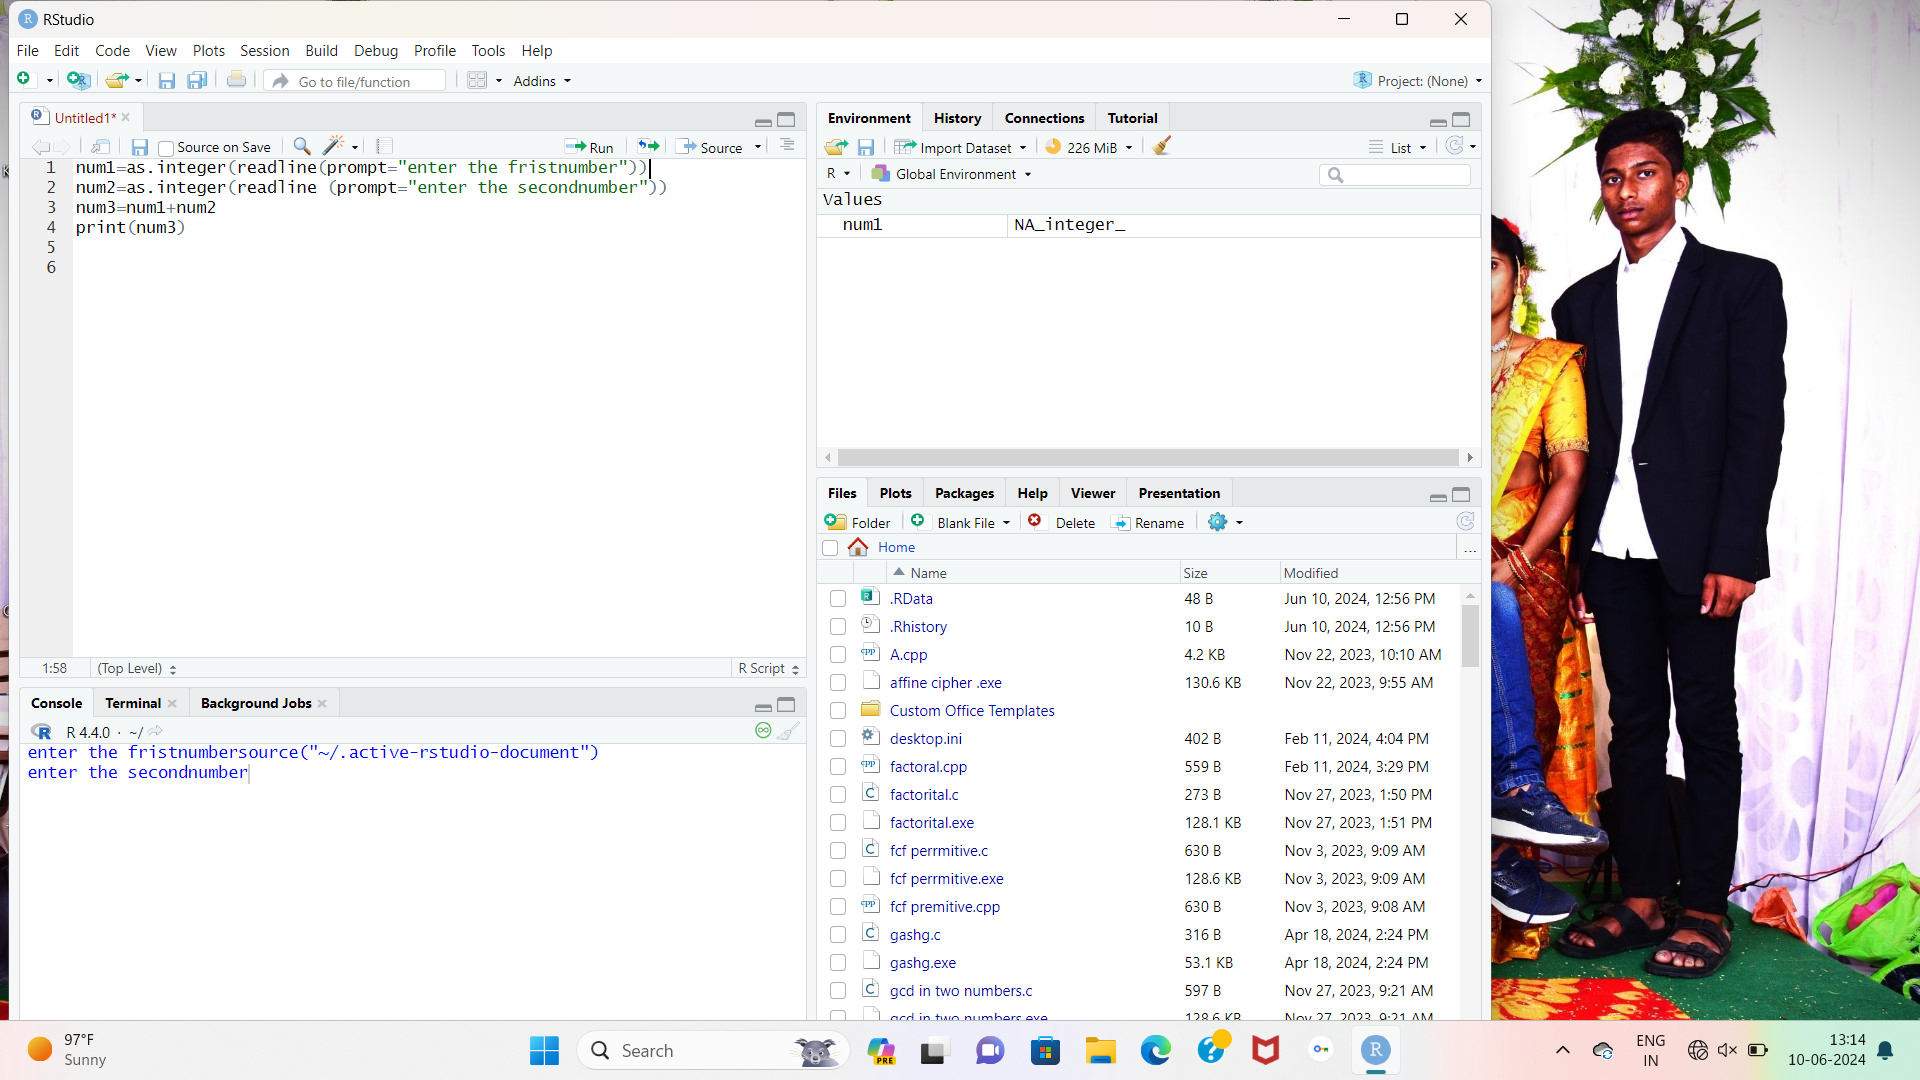 RStudio
File Edit Code View Plots Session Build Debug Profile Tools Help
Go to file/function
Addins
Project: (None)
Untitled1*
Source on Save
Run
Source
1 num1=as.integer(readline(prompt="enter the fristnumber"))
2 num2=as.integer(readline (prompt="enter the secondnumber"))
3 num3=num1+num2
4 print(num3)
5
6
1:58 (Top Level) R Script
Console Terminal Background Jobs
R 4.4.0 · ~/
enter the fristnumbersource("~/.active-rstudio-document")
enter the secondnumber
Environment History Connections Tutorial
Import Dataset 226 MiB List
R Global Environment
Values
num1 NA_integer_
Files Plots Packages Help Viewer Presentation
Folder Blank File Delete Rename
Home ...
Name Size Modified
.RData 48 B Jun 10, 2024, 12:56 PM
.Rhistory 10 B Jun 10, 2024, 12:56 PM
A.cpp 4.2 KB Nov 22, 2023, 10:10 AM
affine cipher .exe 130.6 KB Nov 22, 2023, 9:55 AM
Custom Office Templates
desktop.ini 402 B Feb 11, 2024, 4:04 PM
factoral.cpp 559 B Feb 11, 2024, 3:29 PM
factorital.c 273 B Nov 27, 2023, 1:50 PM
factorital.exe 128.1 KB Nov 27, 2023, 1:51 PM
fcf perrmitive.c 630 B Nov 3, 2023, 9:09 AM
fcf perrmitive.exe 128.6 KB Nov 3, 2023, 9:09 AM
fcf premitive.cpp 630 B Nov 3, 2023, 9:08 AM
gashg.c 316 B Apr 18, 2024, 2:24 PM
gashg.exe 53.1 KB Apr 18, 2024, 2:24 PM
gcd in two numbers.c 597 B Nov 27, 2023, 9:21 AM
gcd in two numbers.exe 128.6 KB Nov 27, 2023, 9:21 AM
97°F
Sunny
Search
PRE
ENG
IN
13:14
10-06-2024